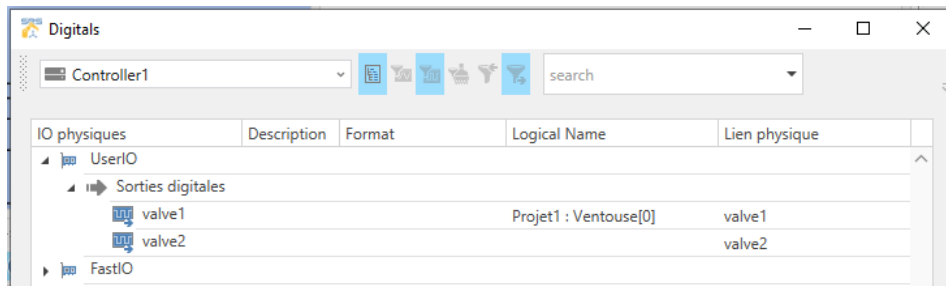 Digitals
Controller1 search
IO physiques Description Format Logical Name Lien physique
UserIO
Sorties digitales
valve1 Projet1 : Ventouse[0] valve1
valve2 valve2
FastIO